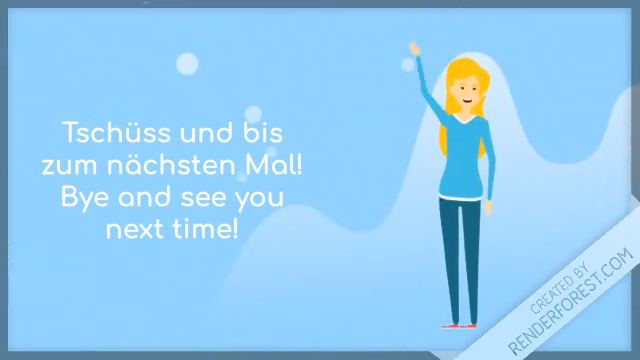 Tschüss und bis
zum nächsten Mal!
Bye and see you
next time!
CREATED BY
RENDERFOREST.COM